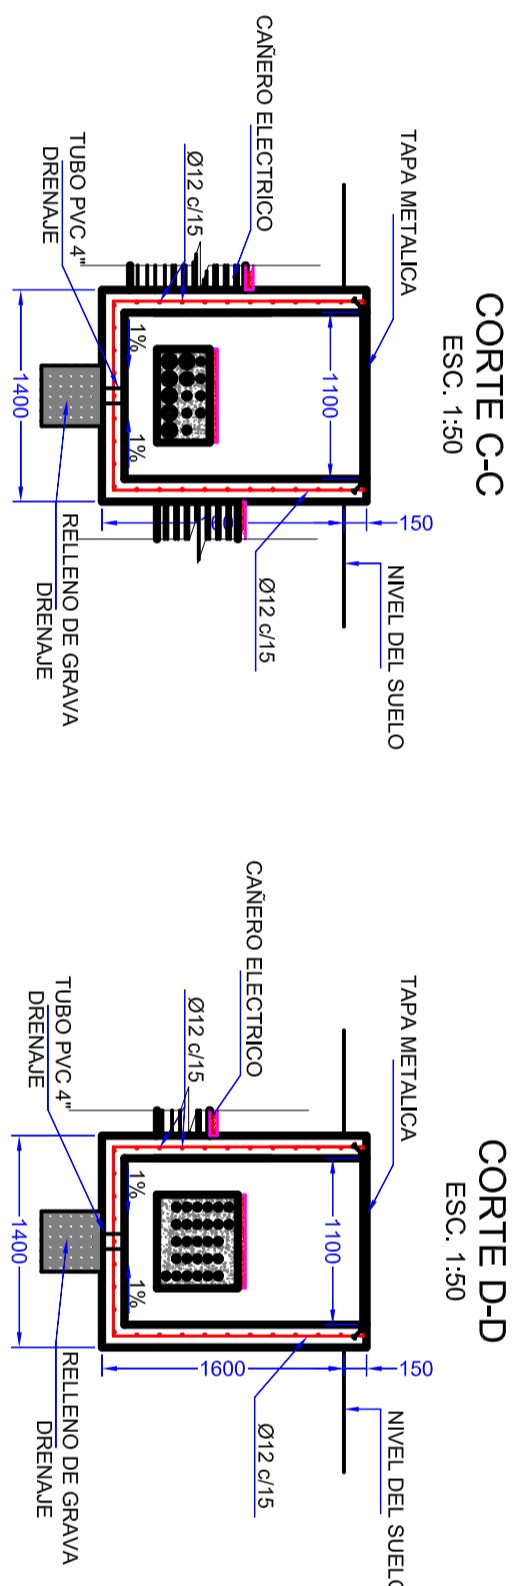 CORTE C-C
ESC. 1:50
TAPA METALICA
CAÑERO ELECTRICO
NIVEL DEL SUELO
150
1100
Ø12 c/15
Ø12 c/15
1%
1%
TUBO PVC 4"
DRENAJE
1400
RELLENO DE GRAVA
DRENAJE
CORTE D-D
ESC. 1:50
TAPA METALICA
CAÑERO ELECTRICO
NIVEL DEL SUELO
150
1100
1600
Ø12 c/15
Ø12 c/15
1%
1%
TUBO PVC 4"
DRENAJE
1400
RELLENO DE GRAVA
DRENAJE